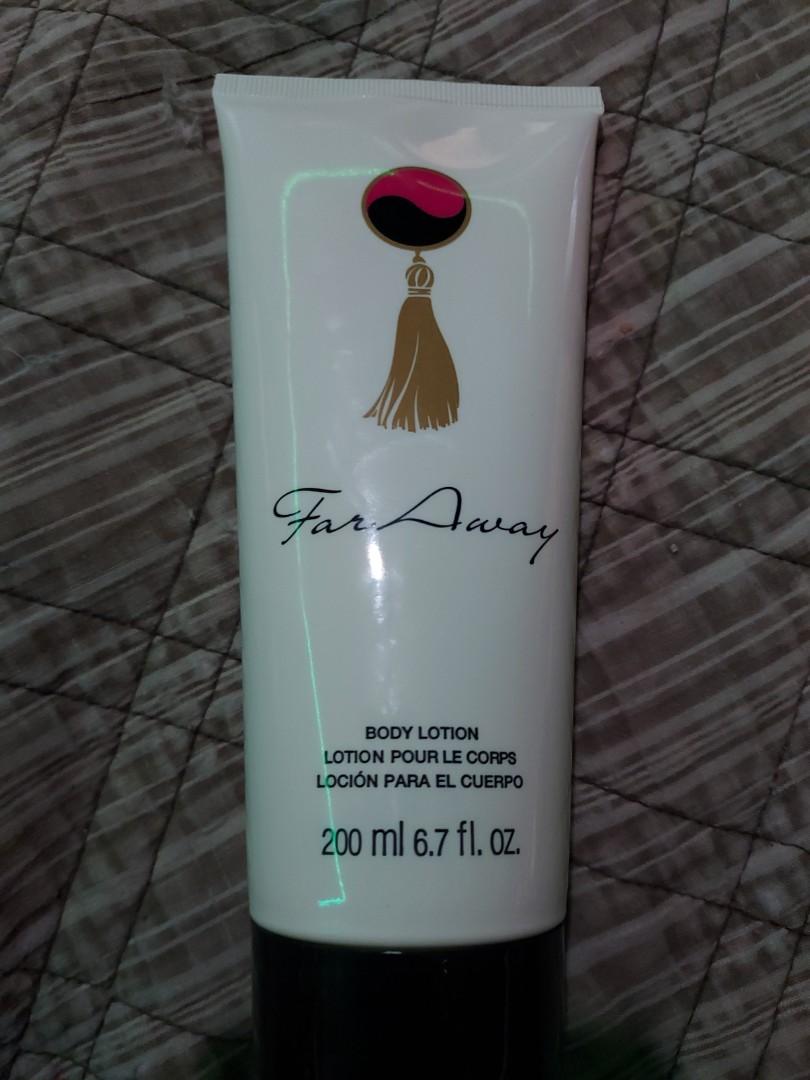 Far Away
BODY LOTION
LOTION POUR LE CORPS
LOCIÓN PARA EL CUERPO
200 ml 6.7 fl. oz.